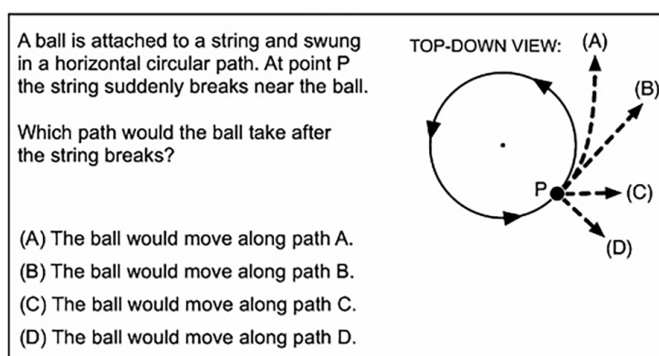 A ball is attached to a string and swung
in a horizontal circular path. At point P
the string suddenly breaks near the ball.
Which path would the ball take after
the string breaks?
(A) The ball would move along path A.
(B) The ball would move along path B.
(C) The ball would move along path C.
(D) The ball would move along path D.
TOP-DOWN VIEW:
(A)
(B)
P
(C)
(D)